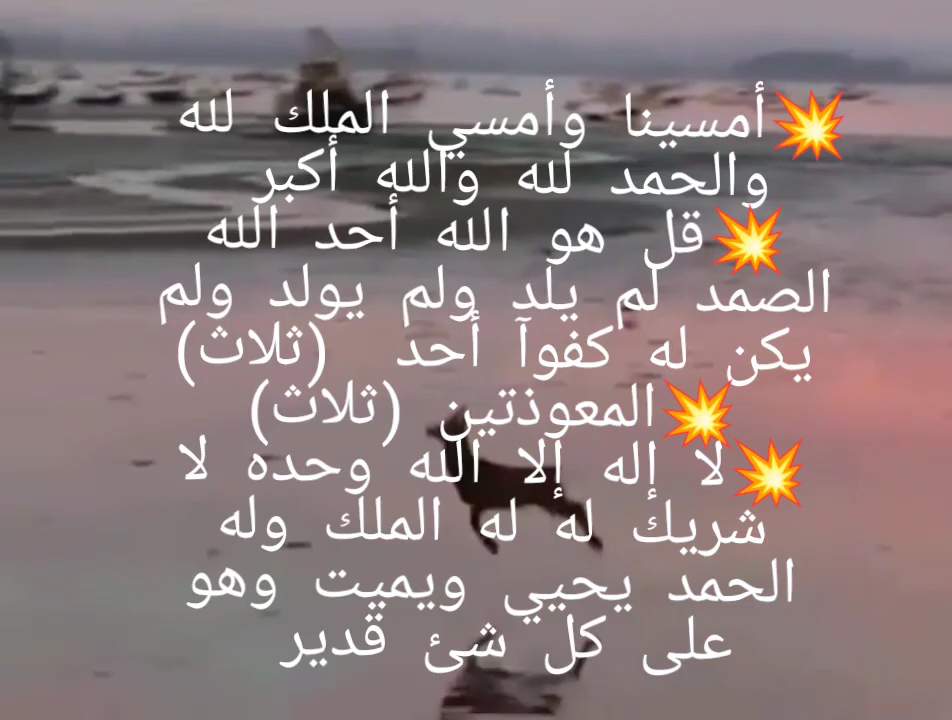 💥أمسينا وأمسي الملك لله
والحمد لله والله أكبر
💥قل هو الله أحد الله
الصمد لم يلد ولم يولد ولم
يكن له كفوآ أحد (ثلاث)
💥المعوذتين (ثلاث)
💥لا إله إلا الله وحده لا
شريك له له الملك وله
الحمد يحيي ويميت وهو
على كل شئ قدير